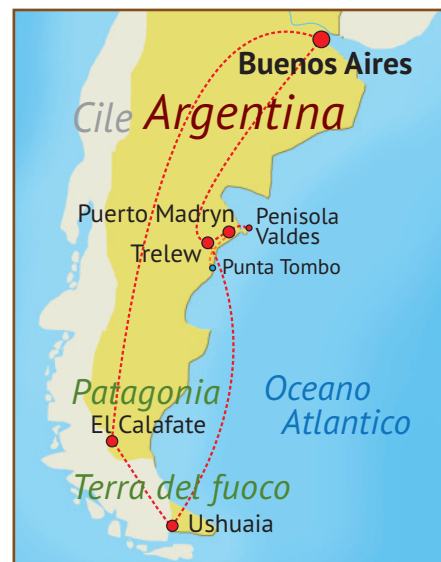 Buenos Aires
Cile Argentina
Puerto Madryn
Penisola
Valdes
Trelew
Punta Tombo
Patagonia
Oceano
Atlantico
El Calafate
Terra del fuoco
Ushuaia